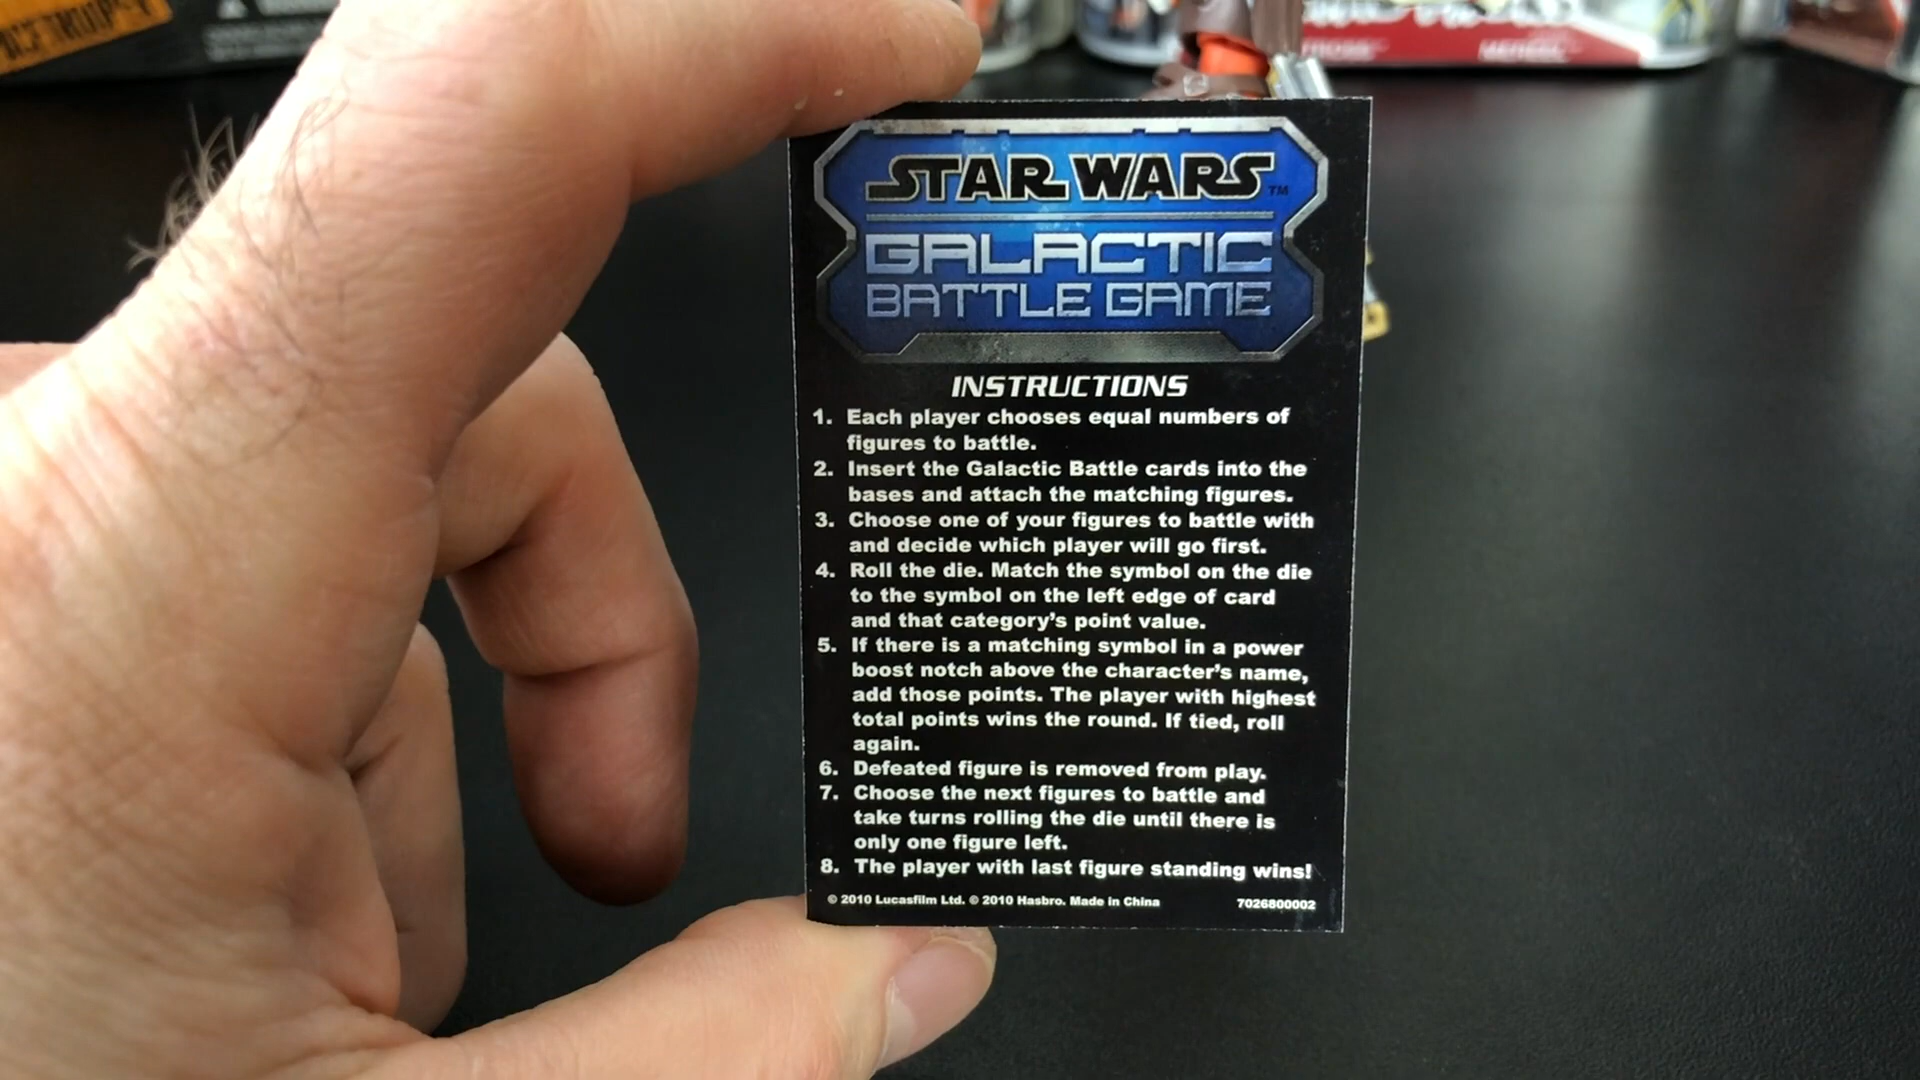 STAR WARS™
GALACTIC
BATTLE GAME
INSTRUCTIONS
1. Each player chooses equal numbers of
figures to battle.
2. Insert the Galactic Battle cards into the
bases and attach the matching figures.
3. Choose one of your figures to battle with
and decide which player will go first.
4. Roll the die. Match the symbol on the die
to the symbol on the left edge of card
and that category's point value.
5. If there is a matching symbol in a power
boost notch above the character's name,
add those points. The player with highest
total points wins the round. If tied, roll
again.
6. Defeated figure is removed from play.
7. Choose the next figures to battle and
take turns rolling the die until there is
only one figure left.
8. The player with last figure standing wins!
© 2010 Lucasfilm Ltd. © 2010 Hasbro. Made in China 7026800002